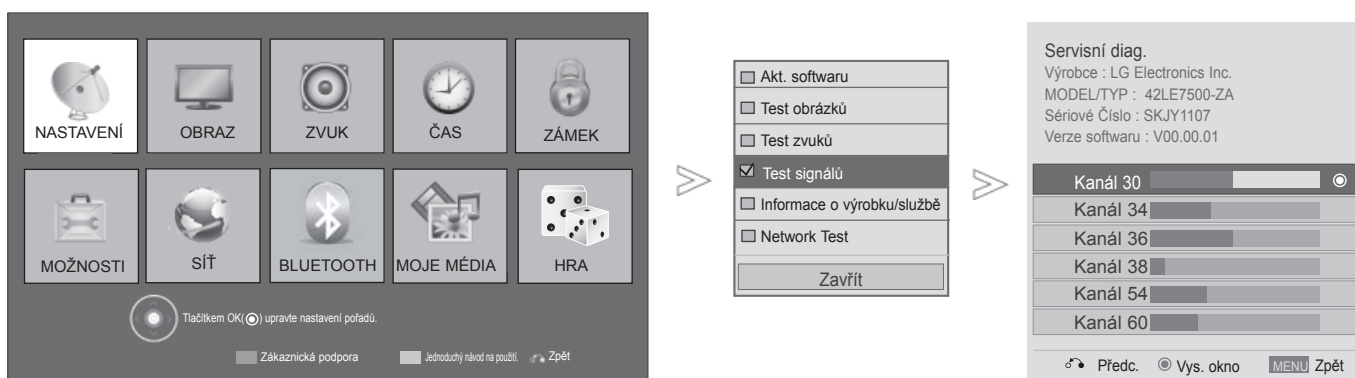 NASTAVENÍ
OBRAZ
ZVUK
ČAS
ZÁMEK
MOŽNOSTI
SÍŤ
BLUETOOTH
MOJE MÉDIA
HRA
Tlačítkem OK(◉) upravte nastavení pořadů.
Zákaznická podpora
Jednoduchý návod na použití.
Zpět
Akt. softwaru
Test obrázků
Test zvuků
Test signálů
Informace o výrobku/službě
Network Test
Zavřít
Servisní diag.
Výrobce : LG Electronics Inc.
MODEL/TYP : 42LE7500-ZA
Sériové Číslo : SKJY1107
Verze softwaru : V00.00.01
Kanál 30
Kanál 34
Kanál 36
Kanál 38
Kanál 54
Kanál 60
Předc.
Vys. okno
MENU Zpět